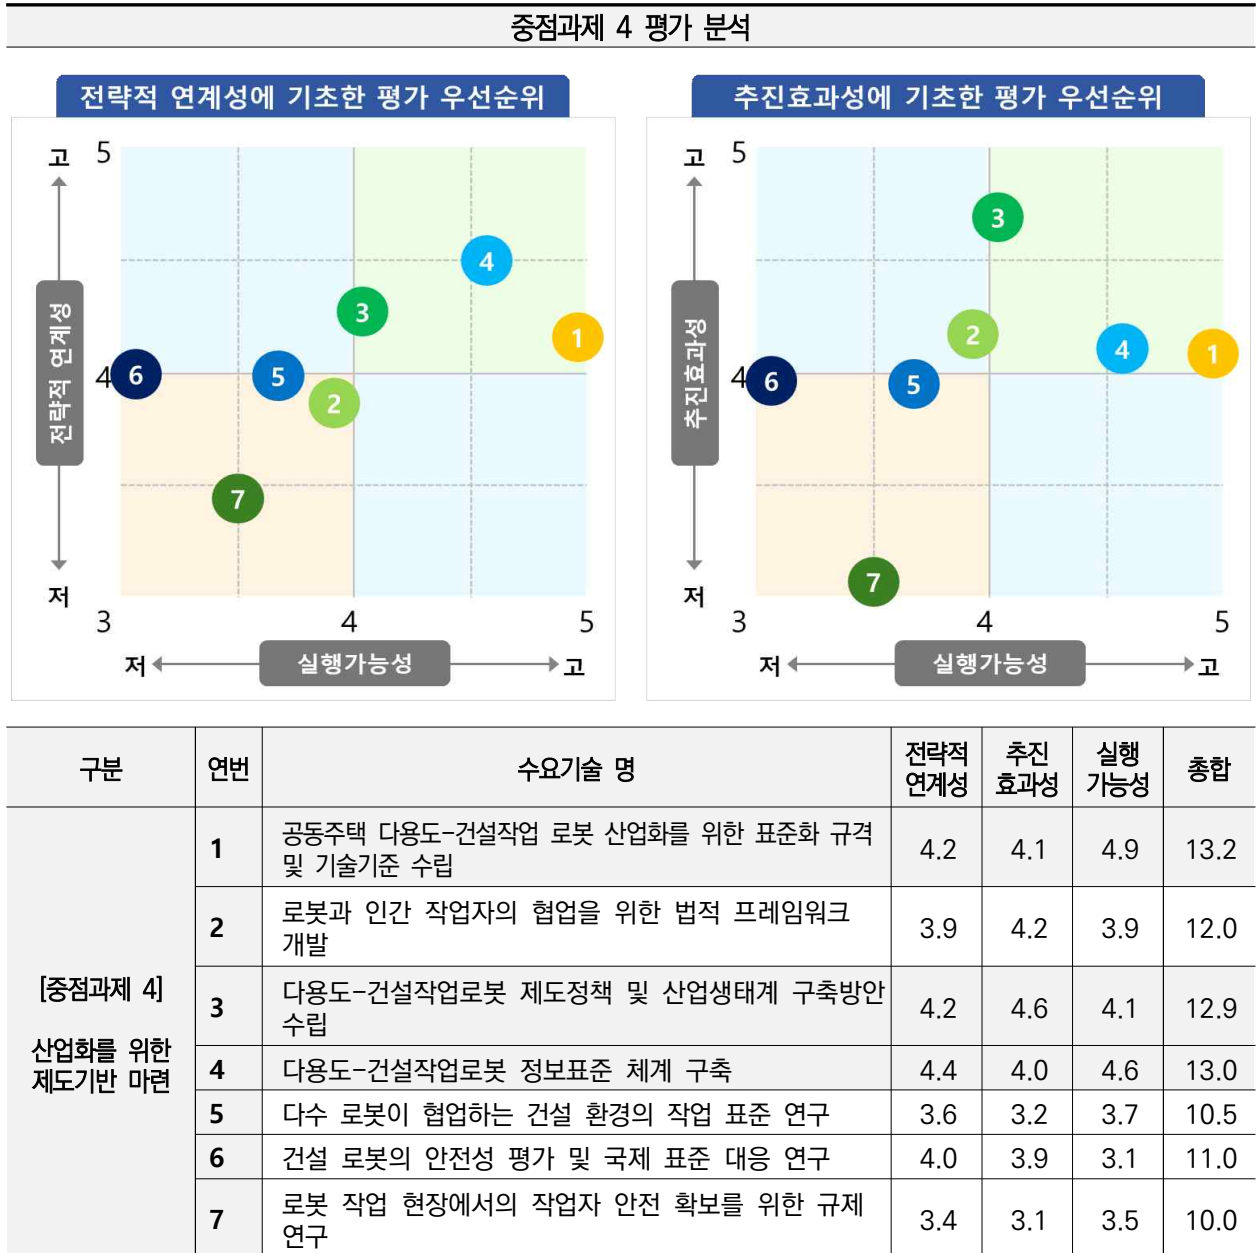 중점과제 4 평가 분석
전략적 연계성에 기초한 평가 우선순위
고 5
4
전략적 연계성
저
3 4 5
저 실행가능성 고
1
2
3
4
5
6
7
추진효과성에 기초한 평가 우선순위
고 5
4
추진효과성
저
3 4 5
저 실행가능성 고
1
2
3
4
5
6
7
구분 연번 수요기술 명 전략적 연계성 추진 효과성 실행 가능성 총합
[중점과제 4]
산업화를 위한
제도기반 마련
1 공동주택 다용도-건설작업 로봇 산업화를 위한 표준화 규격
및 기술기준 수립 4.2 4.1 4.9 13.2
2 로봇과 인간 작업자의 협업을 위한 법적 프레임워크
개발 3.9 4.2 3.9 12.0
3 다용도-건설작업로봇 제도정책 및 산업생태계 구축방안
수립 4.2 4.6 4.1 12.9
4 다용도-건설작업로봇 정보표준 체계 구축 4.4 4.0 4.6 13.0
5 다수 로봇이 협업하는 건설 환경의 작업 표준 연구 3.6 3.2 3.7 10.5
6 건설 로봇의 안전성 평가 및 국제 표준 대응 연구 4.0 3.9 3.1 11.0
7 로봇 작업 현장에서의 작업자 안전 확보를 위한 규제
연구 3.4 3.1 3.5 10.0